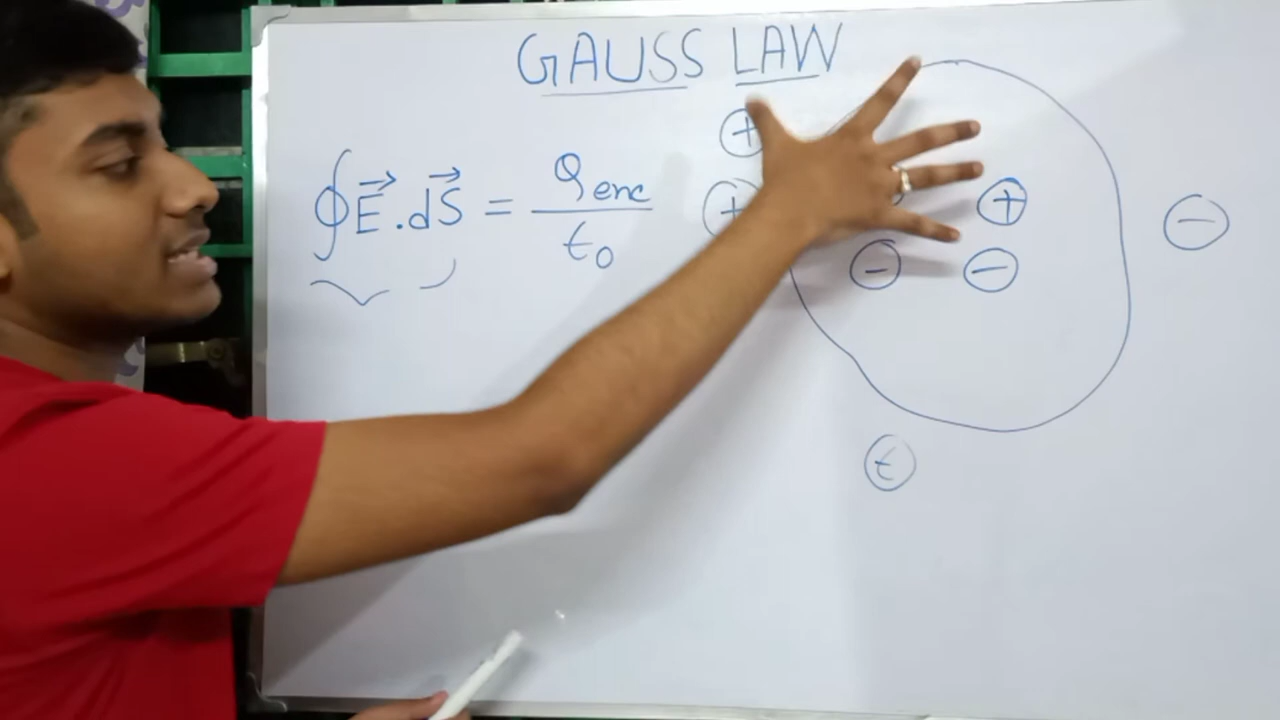 GAUSS LAW
∮E⃗.dS⃗ = Qenc/ε0
+
+
+
-
-
-
t